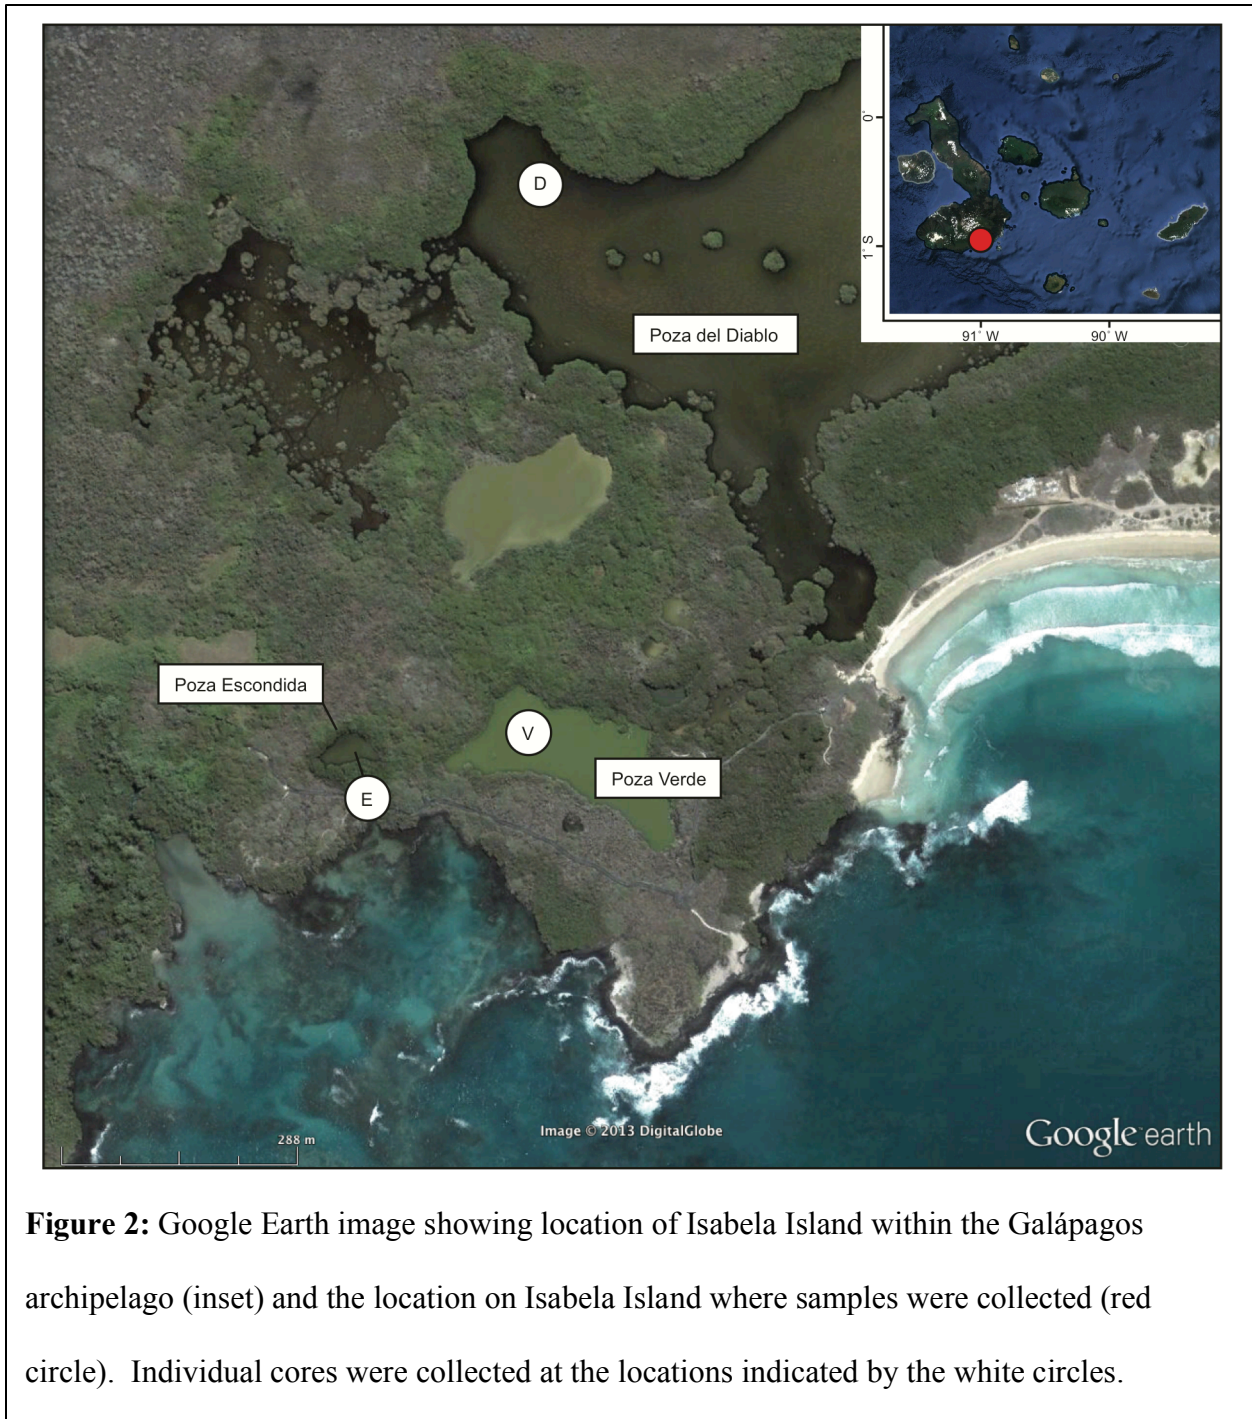 D
Poza del Diablo
0°
1° S
91° W
90° W
Poza Escondida
V
Poza Verde
E
288 m
Image © 2013 DigitalGlobe
Google earth
Figure 2: Google Earth image showing location of Isabela Island within the Galápagos
archipelago (inset) and the location on Isabela Island where samples were collected (red
circle). Individual cores were collected at the locations indicated by the white circles.